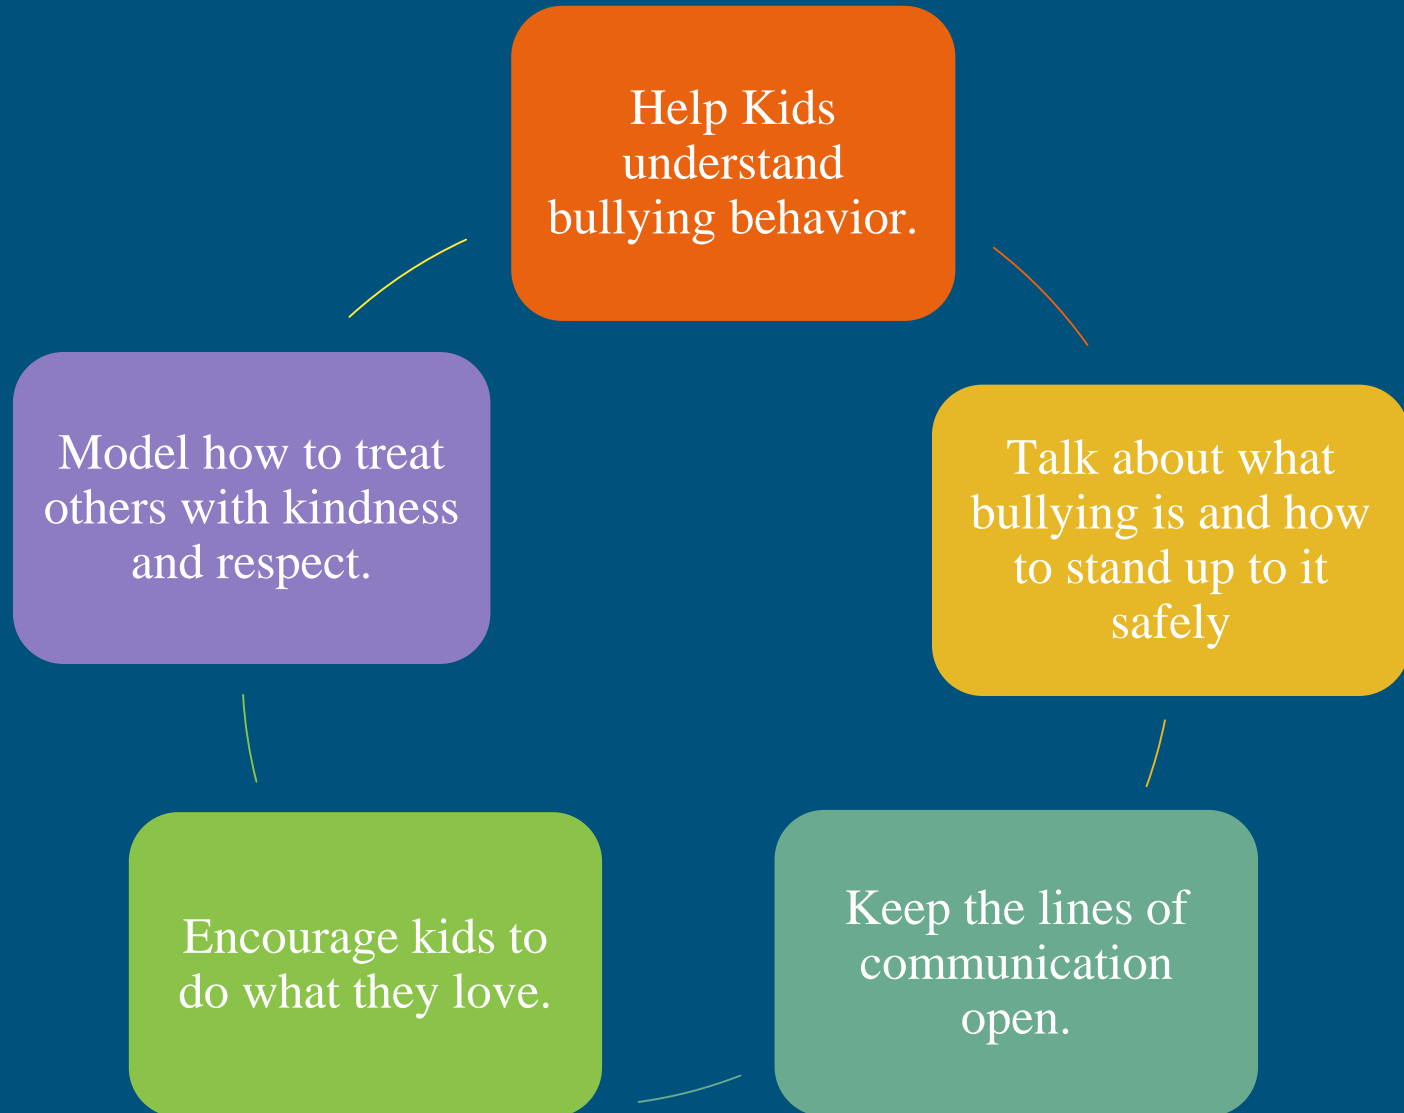 Help Kids
understand
bullying behavior.
Talk about what
bullying is and how
to stand up to it
safely
Keep the lines of
communication
open.
Encourage kids to
do what they love.
Model how to treat
others with kindness
and respect.